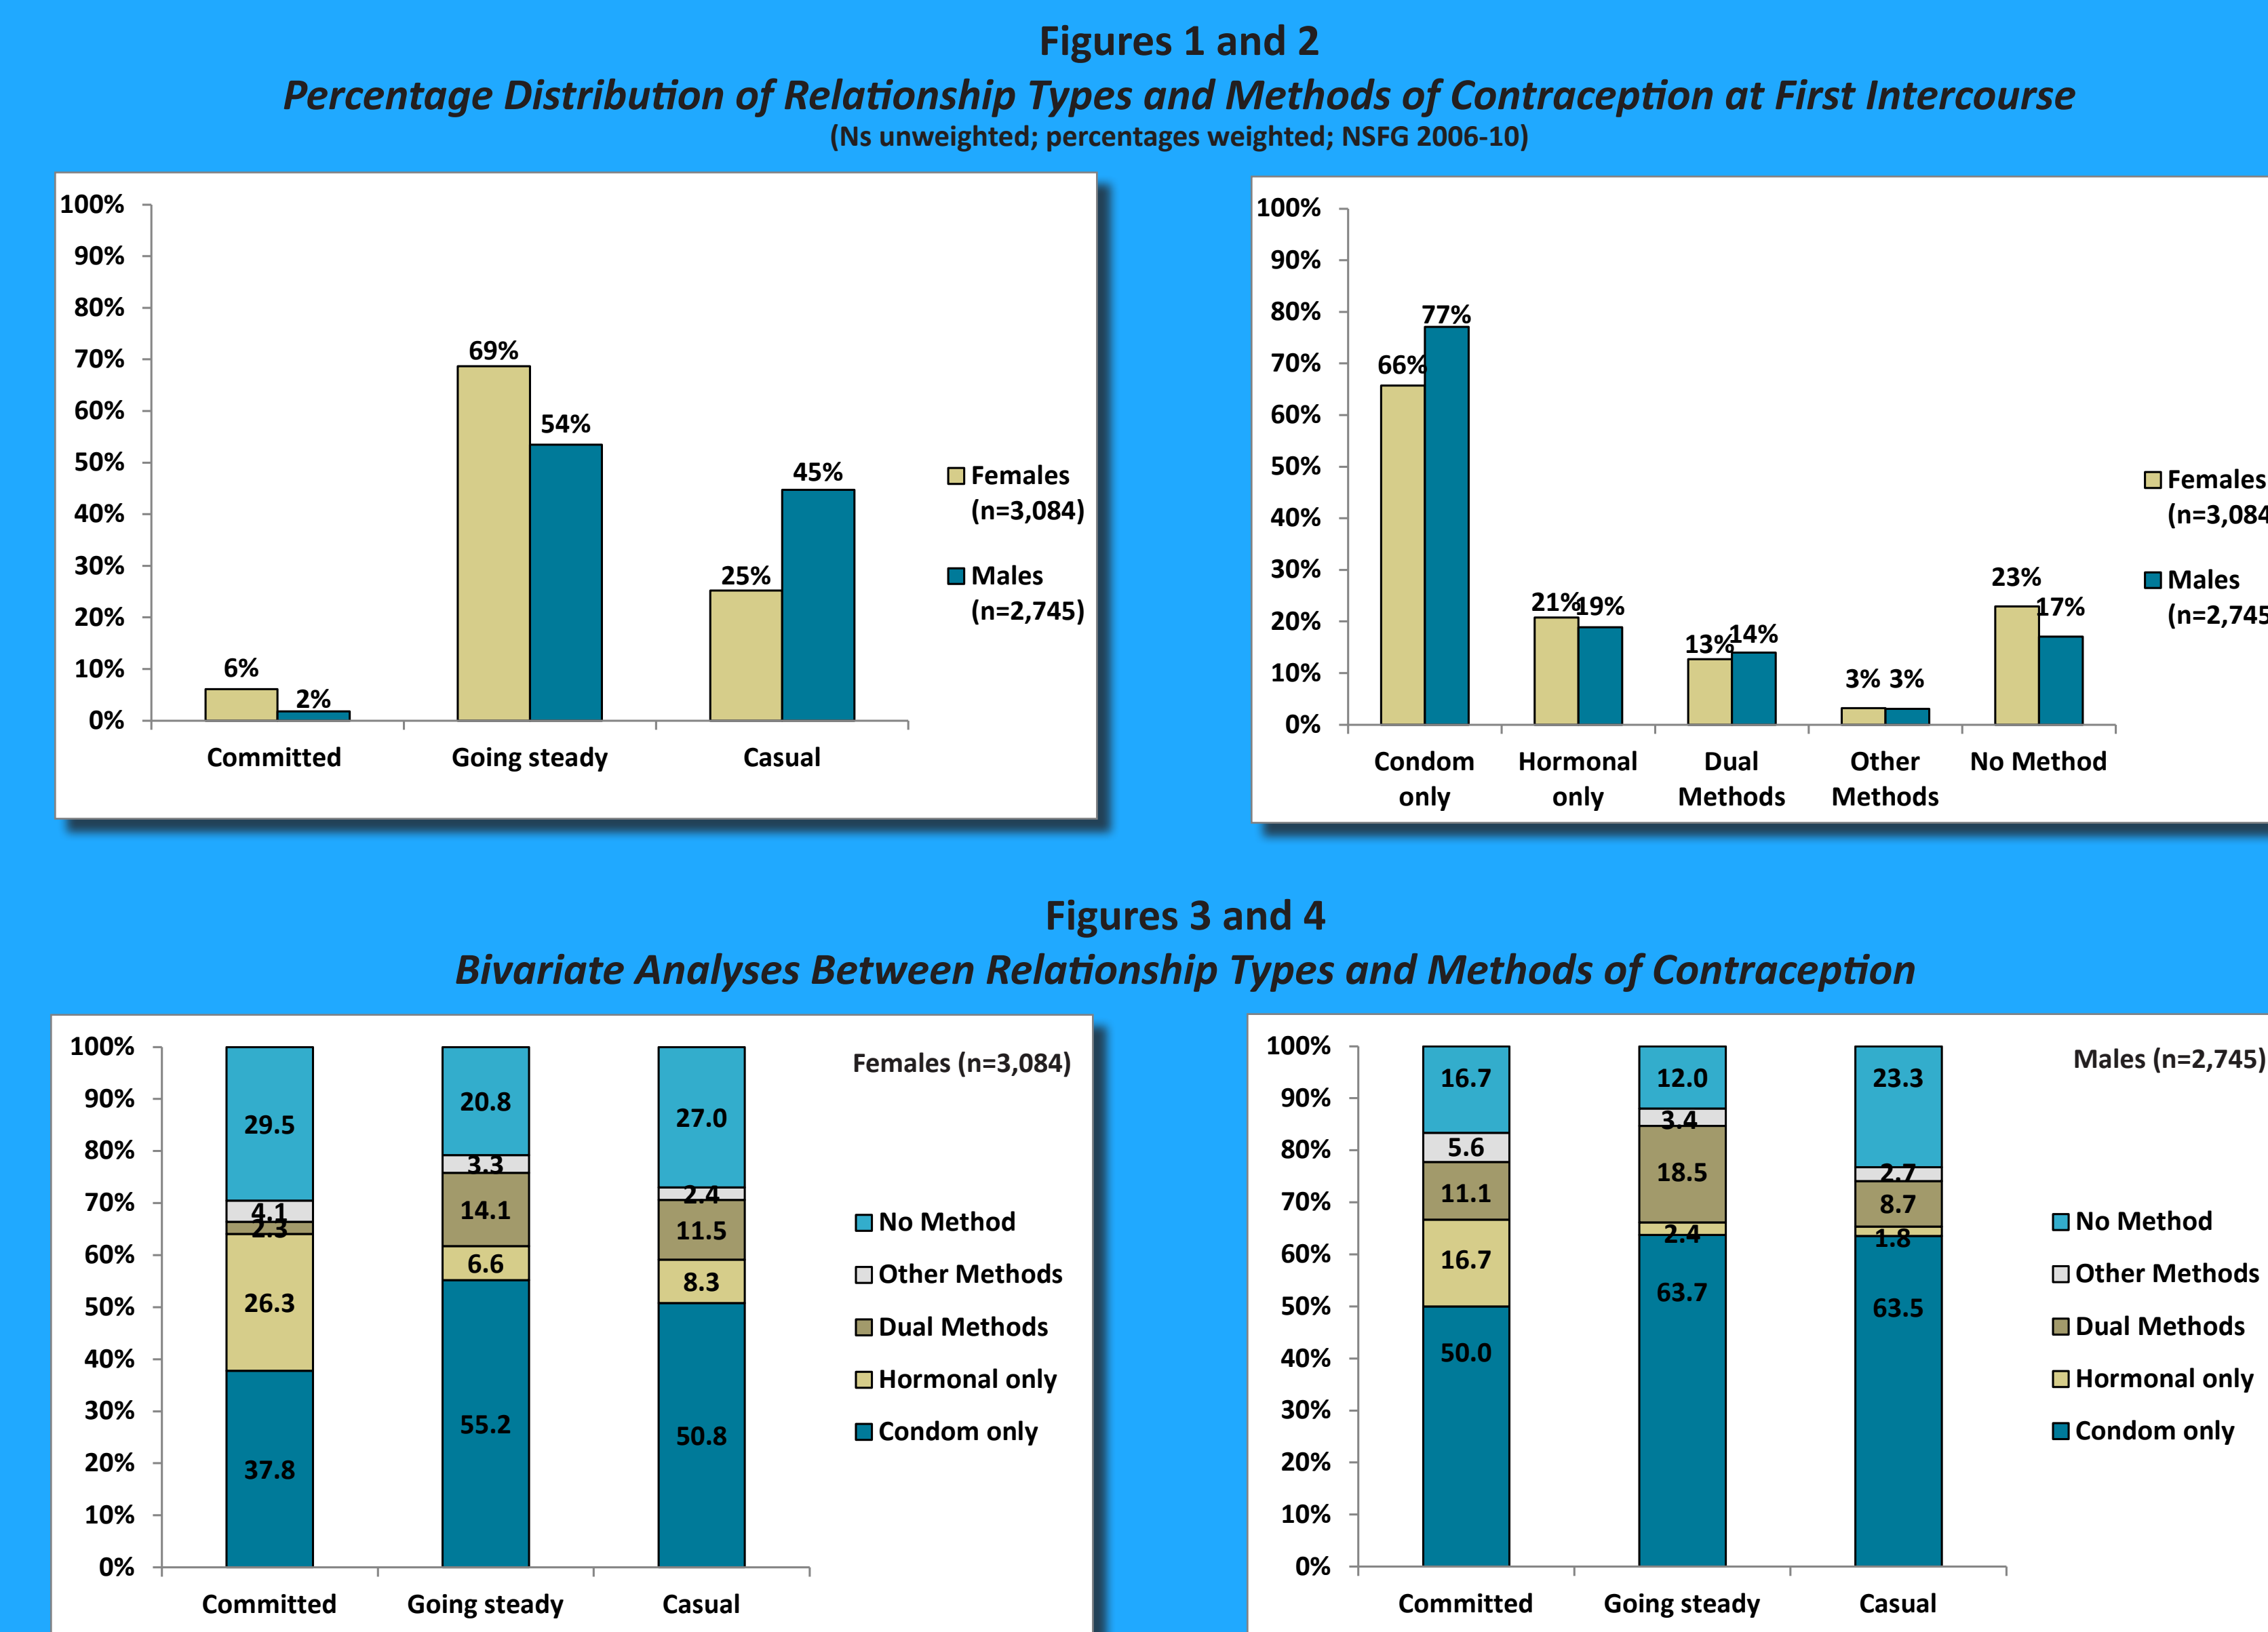 Figures 1 and 2
Percentage Distribution of Relationship Types and Methods of Contraception at First Intercourse
(Ns unweighted; percentages weighted; NSFG 2006-10)
100%
90%
80%
70%
60%
50%
40%
30%
20%
10%
0%
6%
2%
69%
54%
25%
45%
Committed
Going steady
Casual
Females
(n=3,084)
Males
(n=2,745)
100%
90%
80%
70%
60%
50%
40%
30%
20%
10%
0%
66%
77%
21%
19%
13%
14%
3%
3%
23%
17%
Condom
only
Hormonal
only
Dual
Methods
Other
Methods
No Method
Females
(n=3,084
Males
(n=2,745
Figures 3 and 4
Bivariate Analyses Between Relationship Types and Methods of Contraception
Females (n=3,084)
100%
90%
80%
70%
60%
50%
40%
30%
20%
10%
0%
29.5
4.1
2.3
26.3
37.8
20.8
3.3
14.1
6.6
55.2
27.0
2.4
11.5
8.3
50.8
Committed
Going steady
Casual
No Method
Other Methods
Dual Methods
Hormonal only
Condom only
Males (n=2,745)
100%
90%
80%
70%
60%
50%
40%
30%
20%
10%
0%
16.7
5.6
11.1
16.7
50.0
12.0
3.4
18.5
2.4
63.7
23.3
2.7
8.7
1.8
63.5
Committed
Going steady
Casual
No Method
Other Methods
Dual Methods
Hormonal only
Condom only